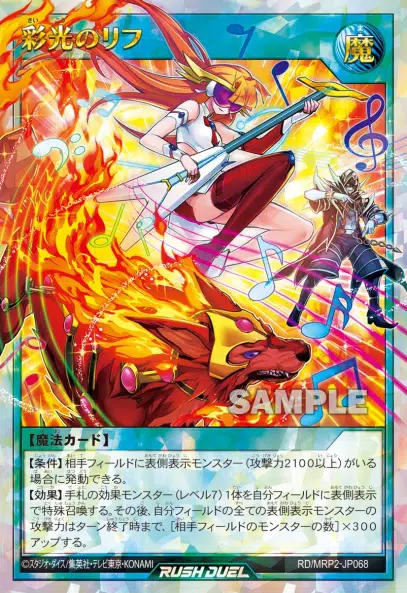 彩光のリフ
さい こう
魔
SAMPLE
【魔法カード】
【条件】相手フィールドに表側表示モンスター(攻撃力2100以上)がいる
場合に発動できる。
【効果】手札の効果モンスター(レベル7)1体を自分フィールドに表側表示
で特殊召喚する。その後、自分フィールドの全ての表側表示モンスターの
攻撃力はターン終了時まで、[相手フィールドのモンスターの数]×300
アップする。
©スタジオ・ダイス/集英社・テレビ東京・KONAMI
RUSH DUEL
RD/MRP2-JP068